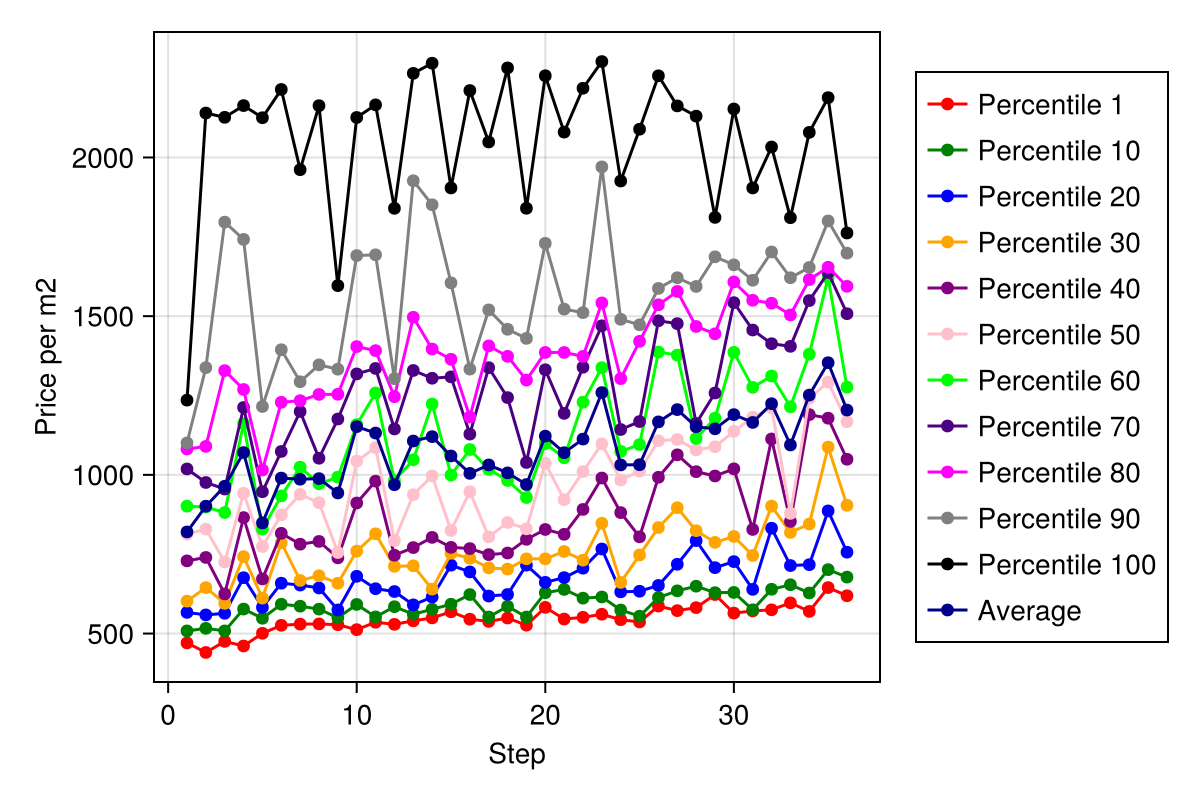 2000
1500
1000
500
Price per m2
0 10 20 30
Step
Percentile 1
Percentile 10
Percentile 20
Percentile 30
Percentile 40
Percentile 50
Percentile 60
Percentile 70
Percentile 80
Percentile 90
Percentile 100
Average